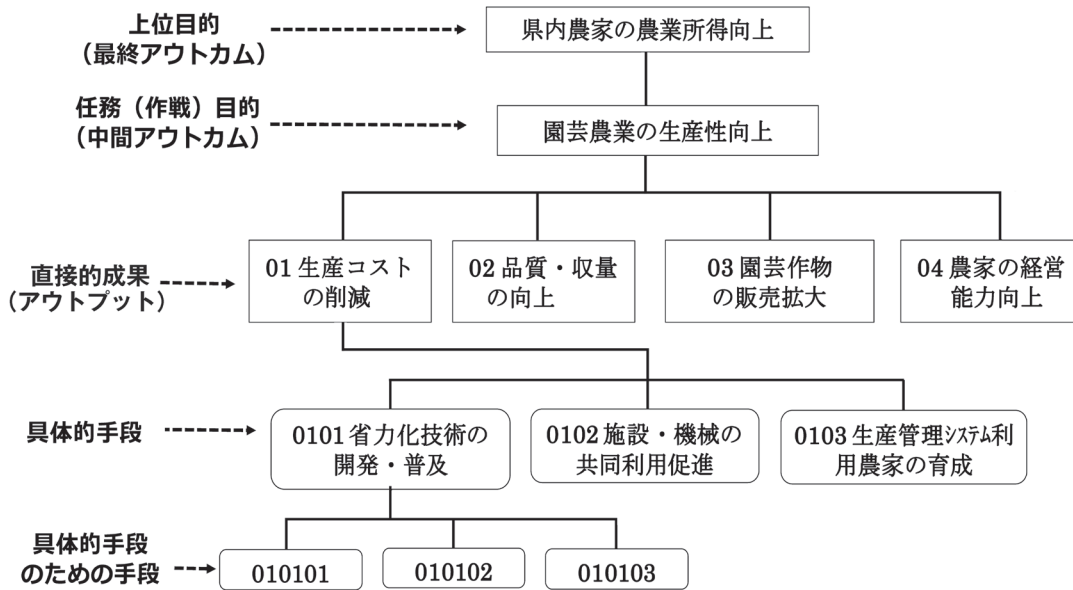 上位目的
（最終アウトカム）
県内農家の農業所得向上
任務（作戦）目的
（中間アウトカム）
園芸農業の生産性向上
直接的成果
（アウトプット）
01 生産コスト
の削減
02 品質・収量
の向上
03 園芸作物
の販売拡大
04 農家の経営
能力向上
具体的手段
0101 省力化技術の
開発・普及
0102 施設・機械の
共同利用促進
0103 生産管理ｼｽﾃﾑ利
用農家の育成
具体的手段
のための手段
010101
010102
010103